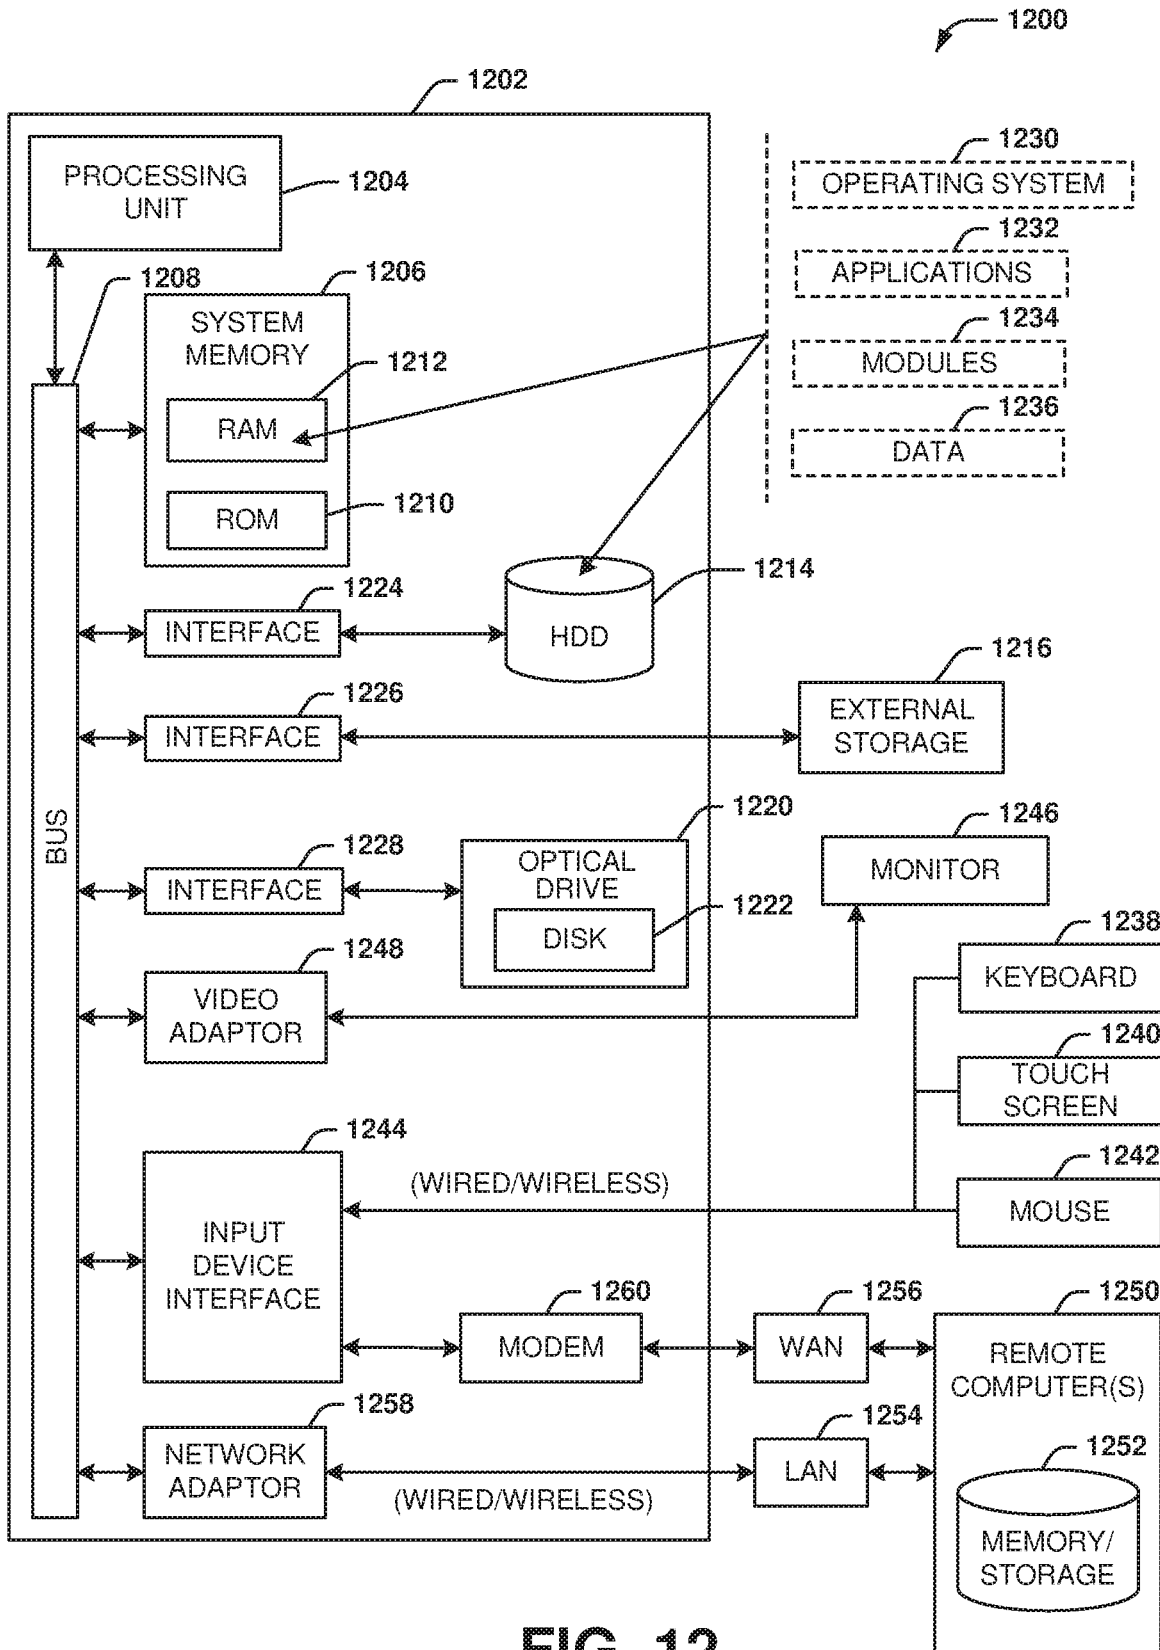 1200
1202
PROCESSING
UNIT
1204
1208
1206
SYSTEM
MEMORY
1212
RAM
1210
ROM
1230
OPERATING SYSTEM
1232
APPLICATIONS
1234
MODULES
1236
DATA
1224
INTERFACE
1214
HDD
1226
INTERFACE
1216
EXTERNAL
STORAGE
BUS
1228
INTERFACE
1220
OPTICAL
DRIVE
1222
DISK
1246
MONITOR
1248
VIDEO
ADAPTOR
1238
KEYBOARD
1240
TOUCH
SCREEN
1242
MOUSE
1244
INPUT
DEVICE
INTERFACE
(WIRED/WIRELESS)
1260
MODEM
1256
WAN
1250
REMOTE
COMPUTER(S)
1258
NETWORK
ADAPTOR
(WIRED/WIRELESS)
1254
LAN
1252
MEMORY/
STORAGE
FIG. 12